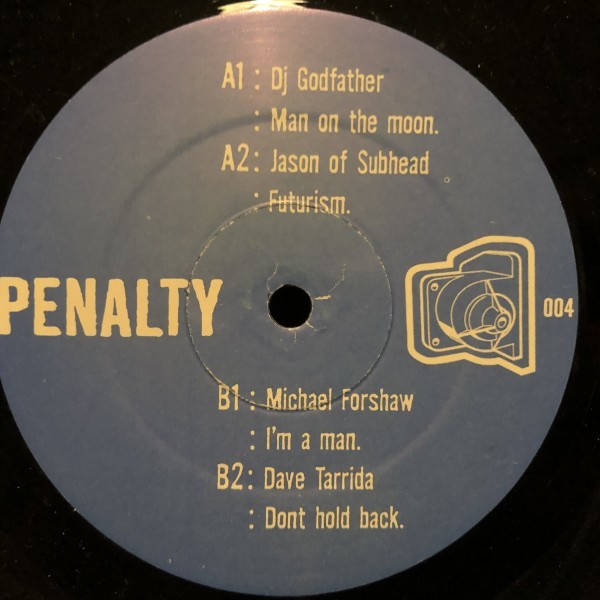 A1 : Dj Godfather
: Man on the moon.
A2 : Jason of Subhead
: Futurism.
PENALTY
004
B1 : Michael Forshaw
: I'm a man.
B2 : Dave Tarrida
: Dont hold back.